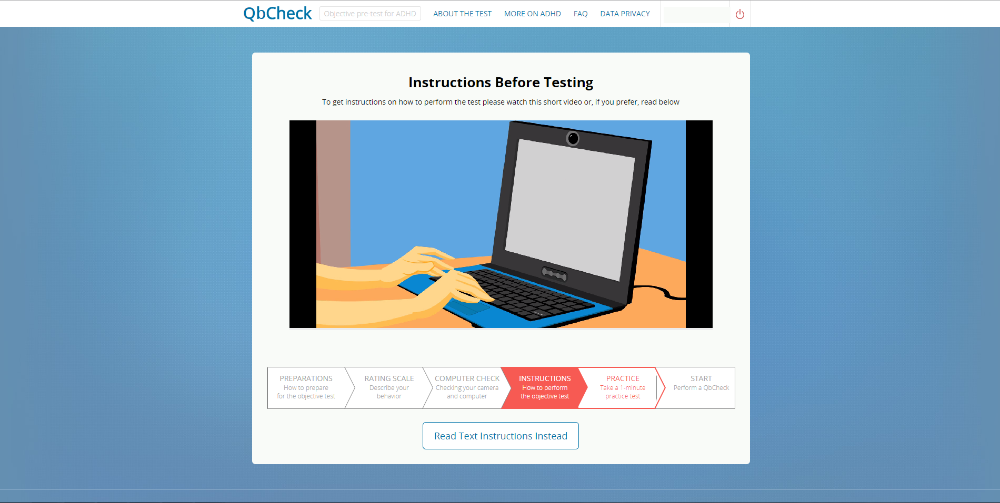 QbCheck
Objective pre-test for ADHD
ABOUT THE TEST
MORE ON ADHD
FAQ
DATA PRIVACY
Instructions Before Testing
To get instructions on how to perform the test please watch this short video or, if you prefer, read below
PREPARATIONS
How to prepare
for the objective test
RATING SCALE
Describe your
behavior
COMPUTER CHECK
Checking your camera
and computer
INSTRUCTIONS
How to perform
the objective test
PRACTICE
Take a 1-minute
practice test
START
Perform a QbCheck
Read Text Instructions Instead